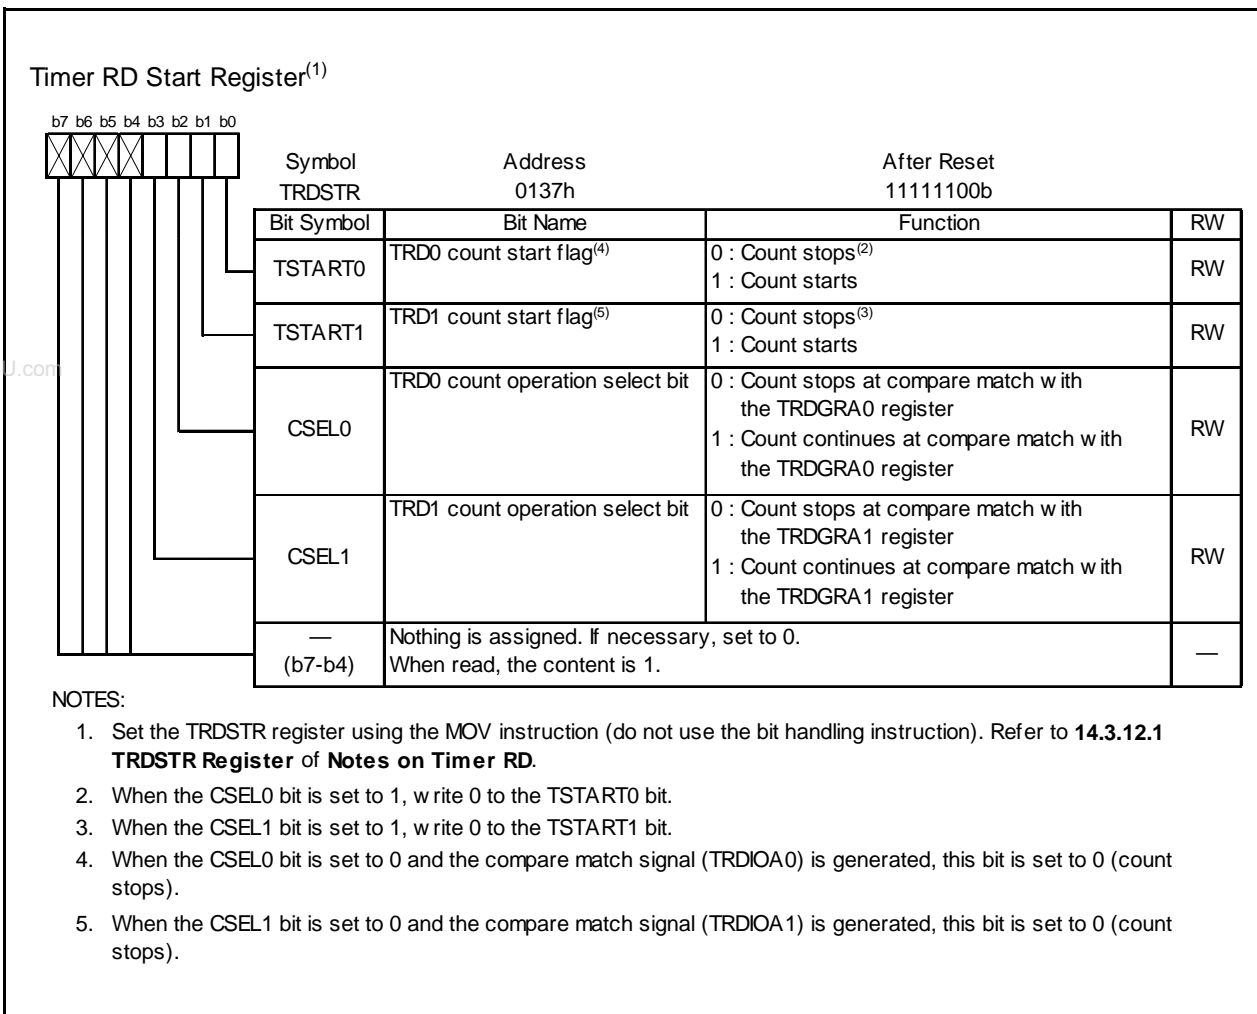 Timer RD Start Register(1)
b7 b6 b5 b4 b3 b2 b1 b0
Symbol Address After Reset
TRDSTR 0137h 11111100b
Bit Symbol Bit Name Function RW
TSTART0 TRD0 count start flag(4) 0 : Count stops(2) RW
1 : Count starts
TSTART1 TRD1 count start flag(5) 0 : Count stops(3) RW
1 : Count starts
U.com
CSEL0 TRD0 count operation select bit 0 : Count stops at compare match with RW
the TRDGRA0 register
1 : Count continues at compare match with
the TRDGRA0 register
CSEL1 TRD1 count operation select bit 0 : Count stops at compare match with RW
the TRDGRA1 register
1 : Count continues at compare match with
the TRDGRA1 register
— Nothing is assigned. If necessary, set to 0. —
(b7-b4) When read, the content is 1.
NOTES:
1. Set the TRDSTR register using the MOV instruction (do not use the bit handling instruction). Refer to 14.3.12.1
TRDSTR Register of Notes on Timer RD.
2. When the CSEL0 bit is set to 1, write 0 to the TSTART0 bit.
3. When the CSEL1 bit is set to 1, write 0 to the TSTART1 bit.
4. When the CSEL0 bit is set to 0 and the compare match signal (TRDIOA0) is generated, this bit is set to 0 (count
stops).
5. When the CSEL1 bit is set to 0 and the compare match signal (TRDIOA1) is generated, this bit is set to 0 (count
stops).